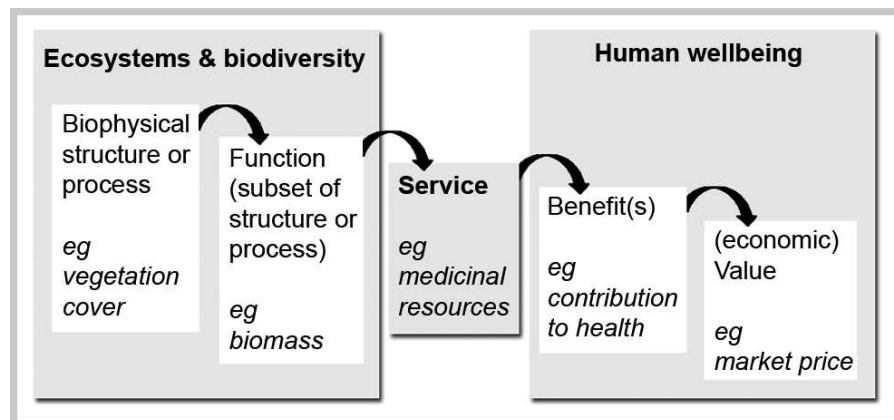 Ecosystems & biodiversity
Biophysical
structure or
process
eg
vegetation
cover
Function
(subset of
structure or
process)
eg
biomass
Service
eg
medicinal
resources
Human wellbeing
Benefit(s)
eg
contribution
to health
(economic)
Value
eg
market price